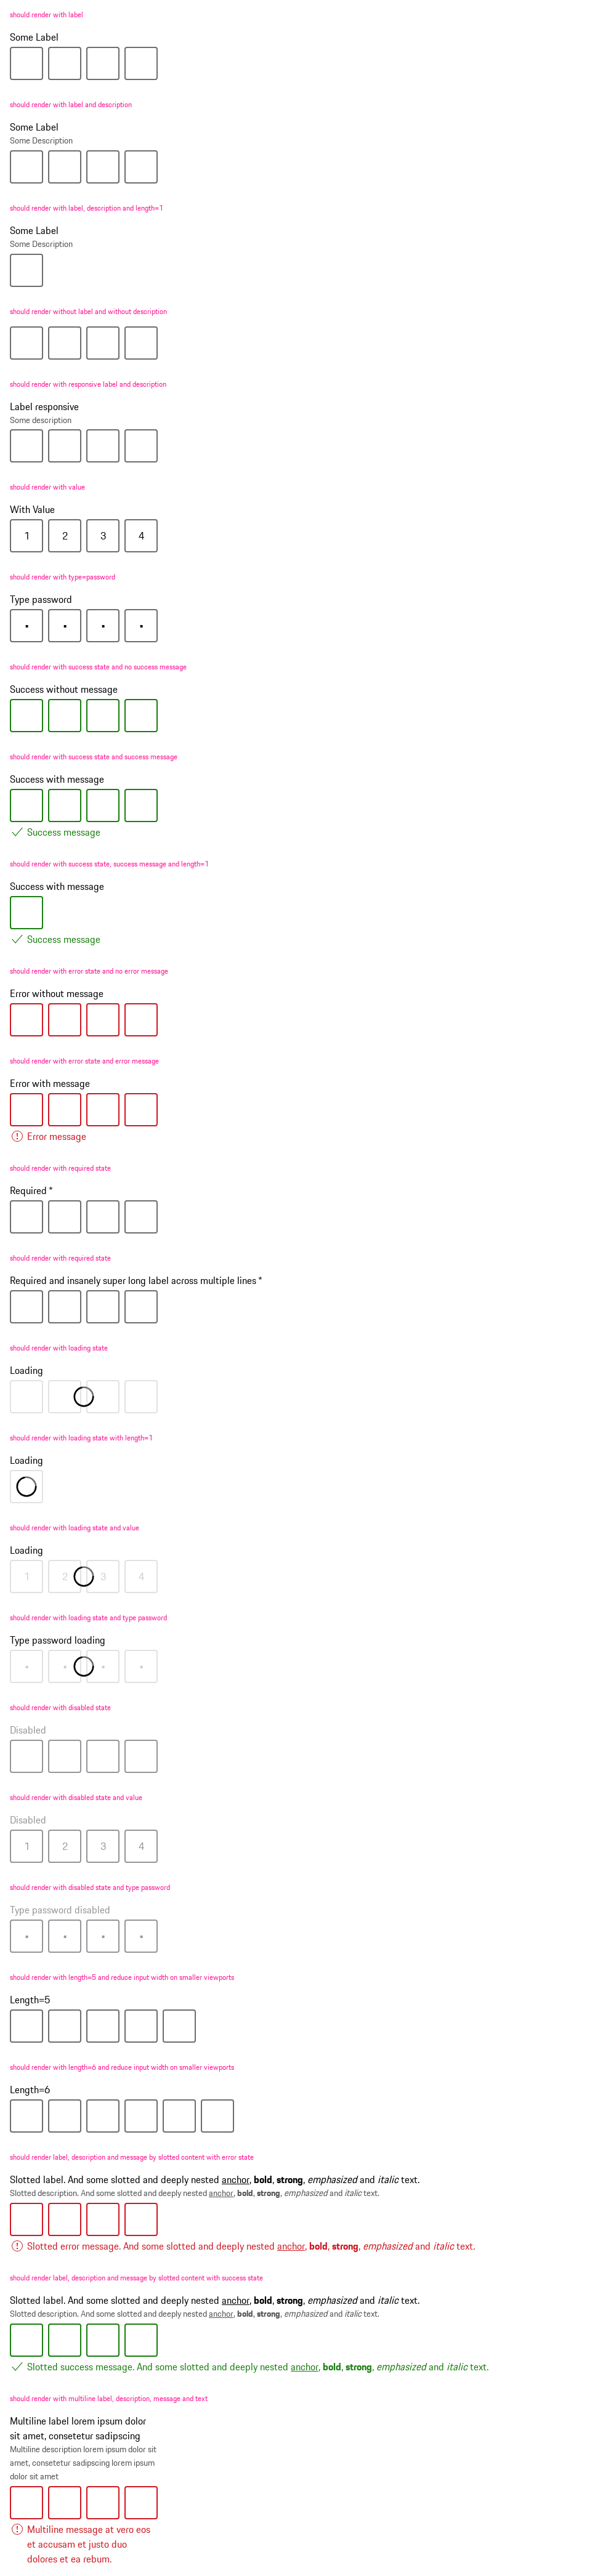 should render with label
Some Label
should render with label and description
Some Label
Some Description
should render with label, description and length=1
Some Label
Some Description
should render without label and without description
should render with responsive label and description
Label responsive
Some description
should render with value
With Value
1 2 3 4
should render with type=password
Type password
should render with success state and no success message
Success without message
should render with success state and success message
Success with message
Success message
should render with success state, success message and length=1
Success with message
Success message
should render with error state and no error message
Error without message
should render with error state and error message
Error with message
Error message
should render with required state
Required *
should render with required state
Required and insanely super long label across multiple lines *
should render with loading state
Loading
should render with loading state with length=1
Loading
should render with loading state and value
Loading
1 2 3 4
should render with loading state and type password
Type password loading
should render with disabled state
Disabled
should render with disabled state and value
Disabled
1 2 3 4
should render with disabled state and type password
Type password disabled
should render with length=5 and reduce input width on smaller viewports
Length=5
should render with length=6 and reduce input width on smaller viewports
Length=6
should render label, description and message by slotted content with error state
Slotted label. And some slotted and deeply nested anchor, bold, strong, emphasized and italic text.
Slotted description. And some slotted and deeply nested anchor, bold, strong, emphasized and italic text.
Slotted error message. And some slotted and deeply nested anchor, bold, strong, emphasized and italic text.
should render label, description and message by slotted content with success state
Slotted label. And some slotted and deeply nested anchor, bold, strong, emphasized and italic text.
Slotted description. And some slotted and deeply nested anchor, bold, strong, emphasized and italic text.
Slotted success message. And some slotted and deeply nested anchor, bold, strong, emphasized and italic text.
should render with multiline label, description, message and text
Multiline label lorem ipsum dolor
sit amet, consetetur sadipscing
Multiline description lorem ipsum dolor sit
amet, consetetur sadipscing lorem ipsum
dolor sit amet
Multiline message at vero eos
et accusam et justo duo
dolores et ea rebum.